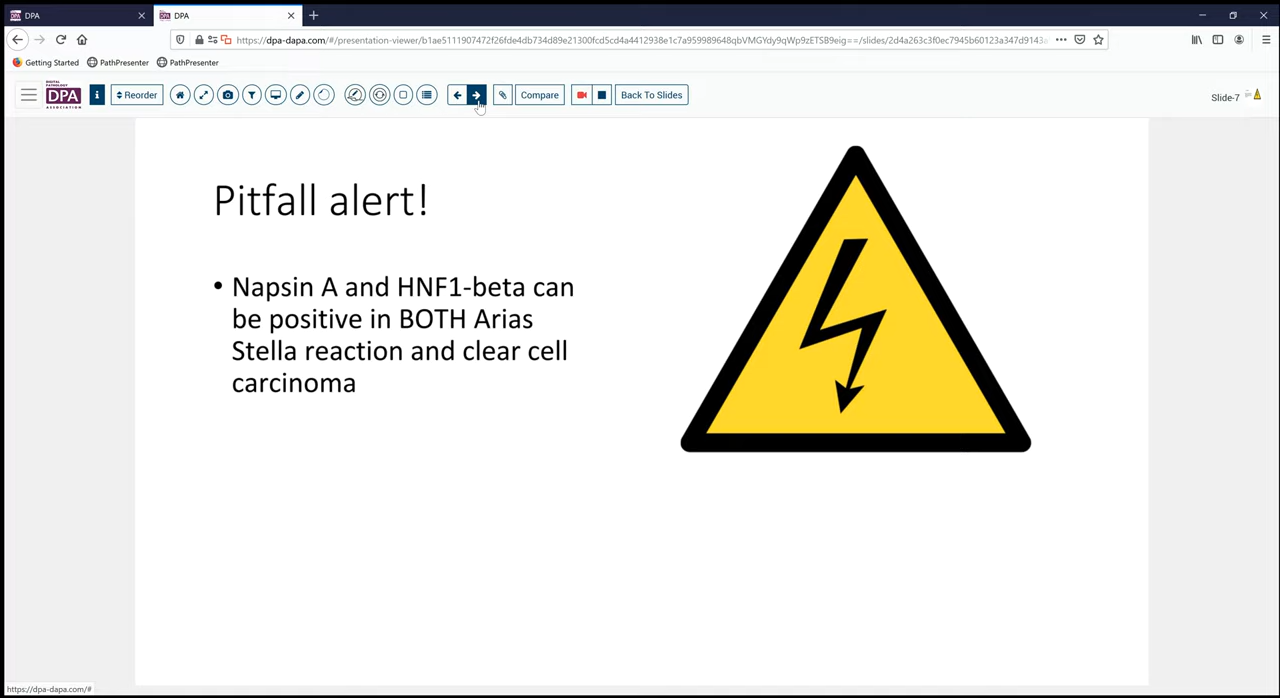 DPA
DPA
https://dpa-dapa.com/#/presentation-viewer/b1ae5111907472f26fde4db734d89e21300fcd5cd4a4412938e1c7a959989648qbVMGYdy9qWp9zETSB9eig==/slides/2d4a263c3f0ec7945b60123a347d9143
Getting Started
PathPresenter
PathPresenter
DIGITAL PATHOLOGY
DPA
ASSOCIATION
i
Reorder
Compare
Back To Slides
Slide-7
Pitfall alert!
• Napsin A and HNF1-beta can
be positive in BOTH Arias
Stella reaction and clear cell
carcinoma
https://dpa-dapa.com/#